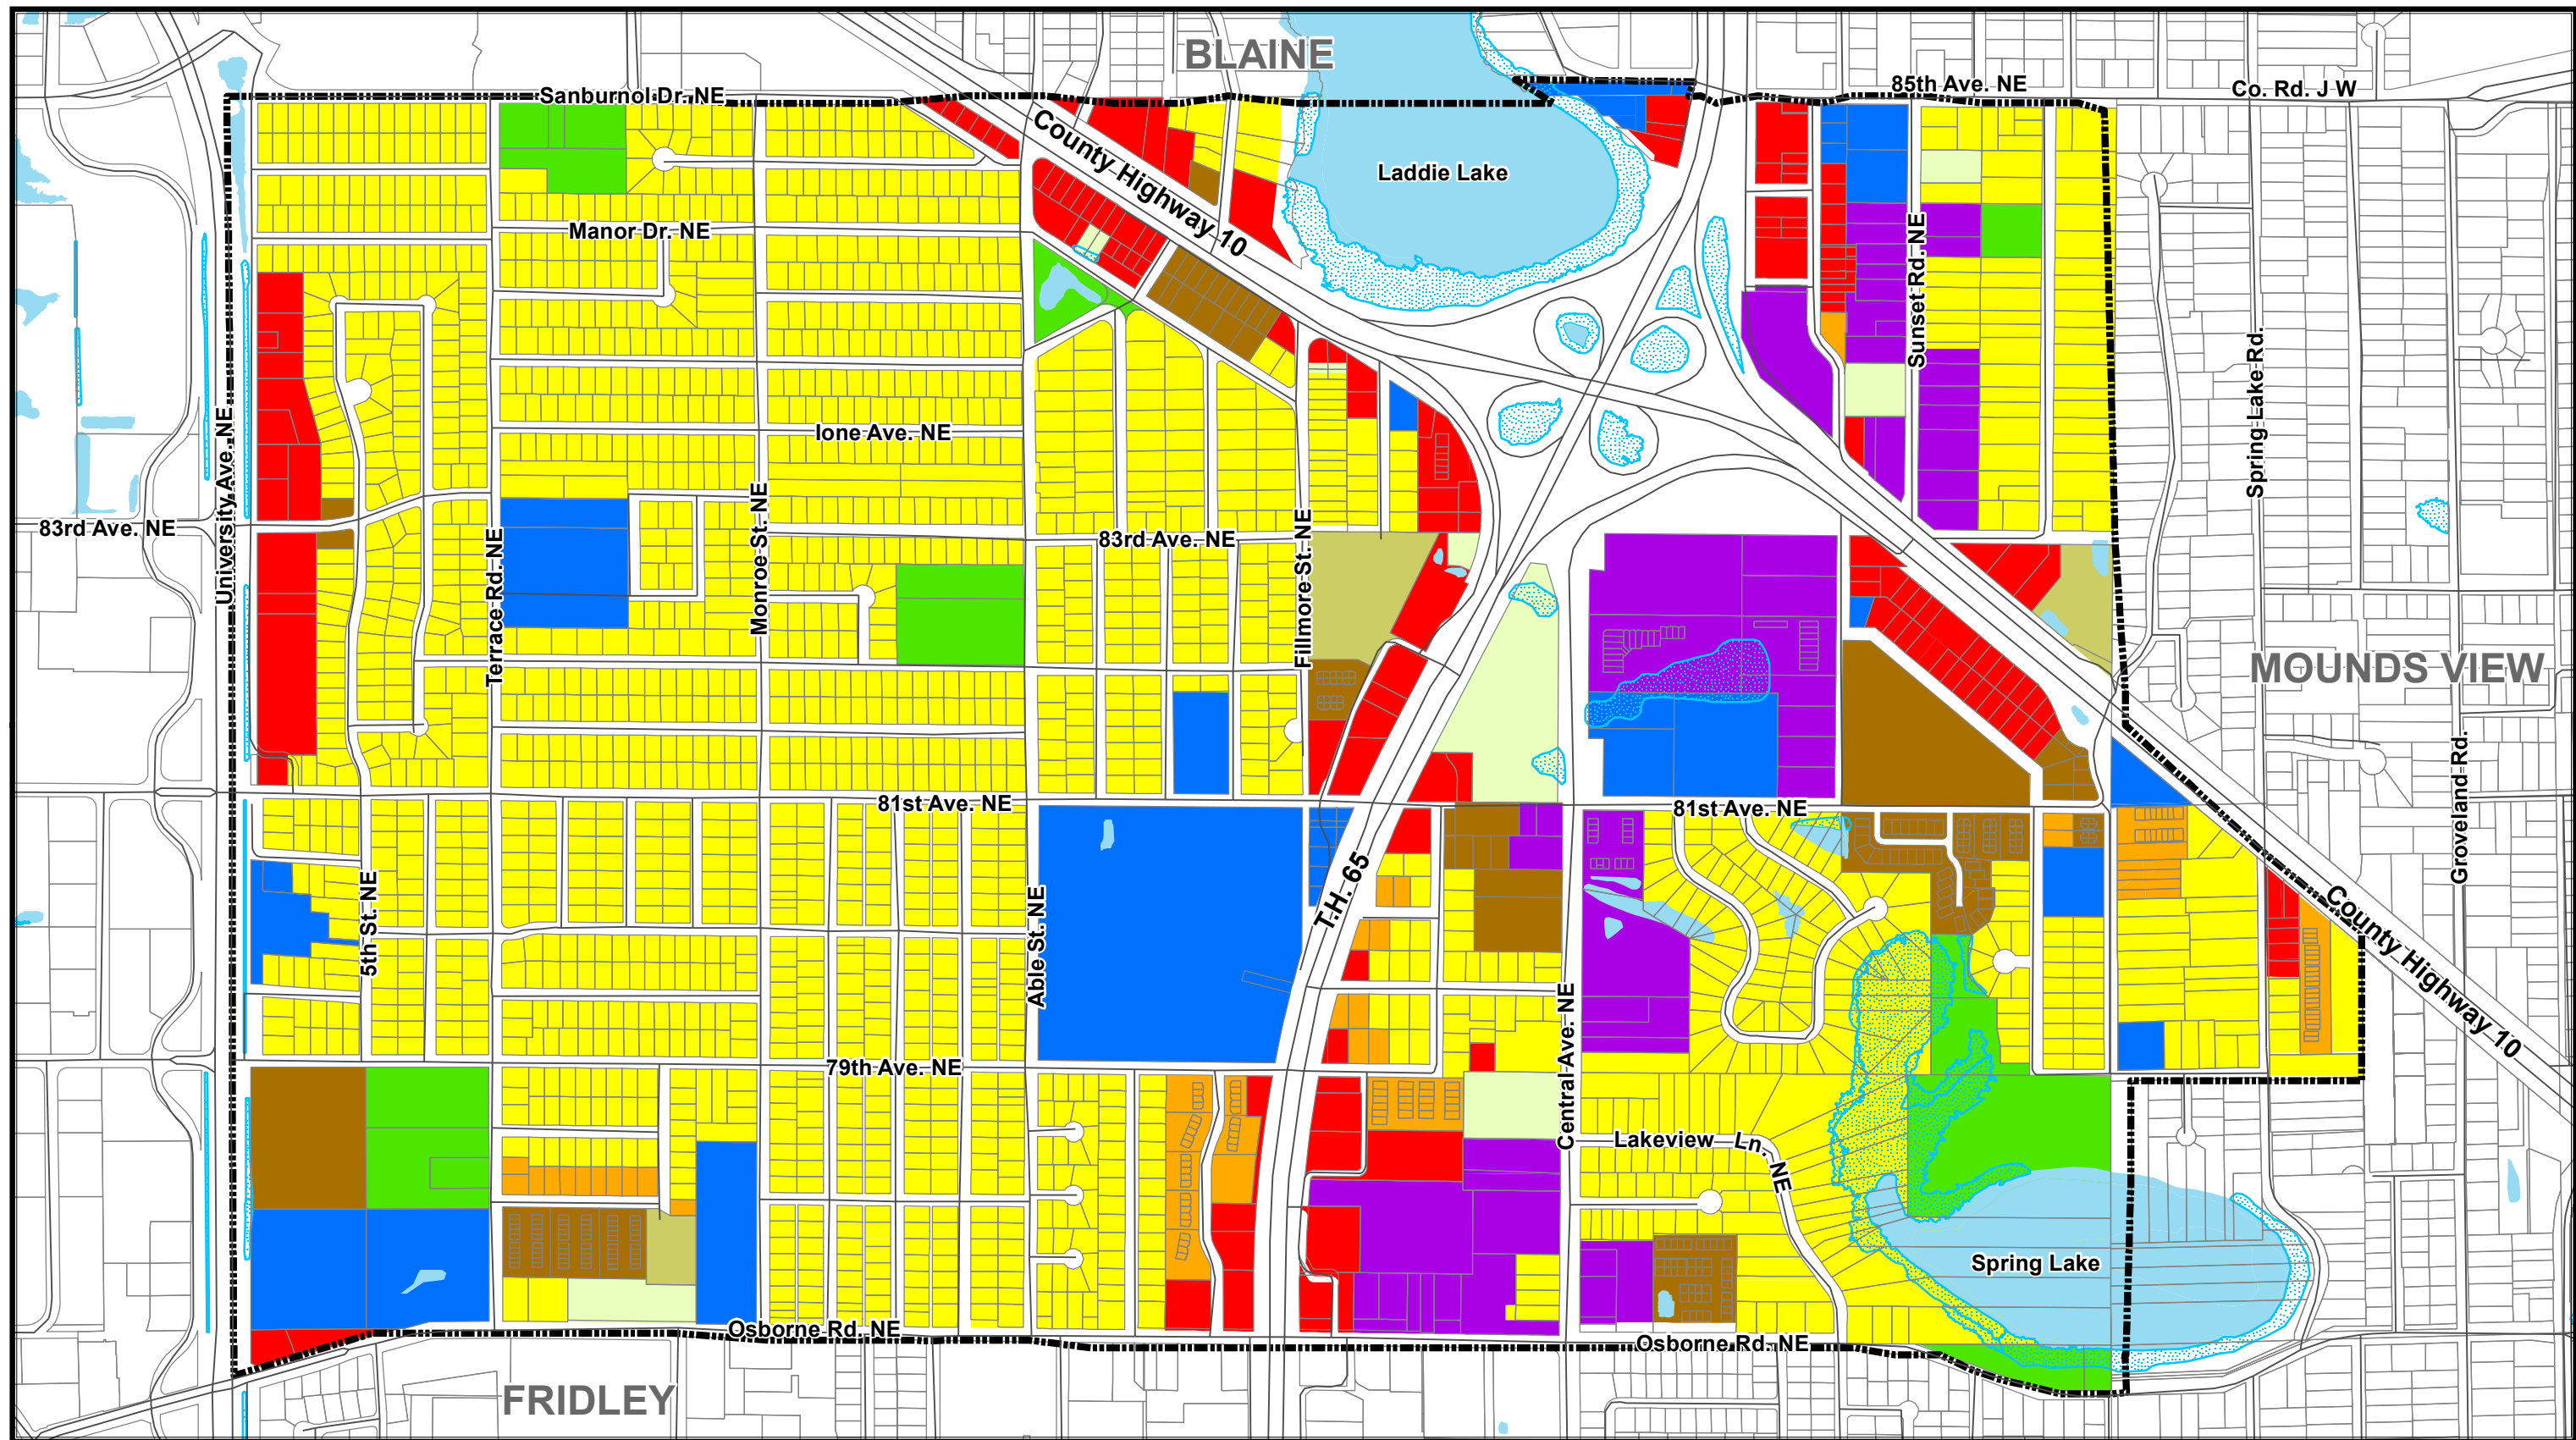 BLAINE
85th Ave. NE
Co. Rd. J W
Sanburnol Dr. NE
County Highway 10
Laddie Lake
Manor Dr. NE
Sunset Rd. NE
Spring Lake Rd.
University Ave. NE
Ione Ave. NE
83rd Ave. NE
83rd Ave. NE
Terrace Rd. NE
Monroe St. NE
Fillmore St. NE
MOUNDS VIEW
Groveland Rd.
81st Ave. NE
81st Ave. NE
T.H. 65
5th St. NE
Able St. NE
County Highway 10
Central Ave. NE
79th Ave. NE
Lakeview Ln. NE
Spring Lake
Osborne Rd. NE
Osborne Rd. NE
FRIDLEY